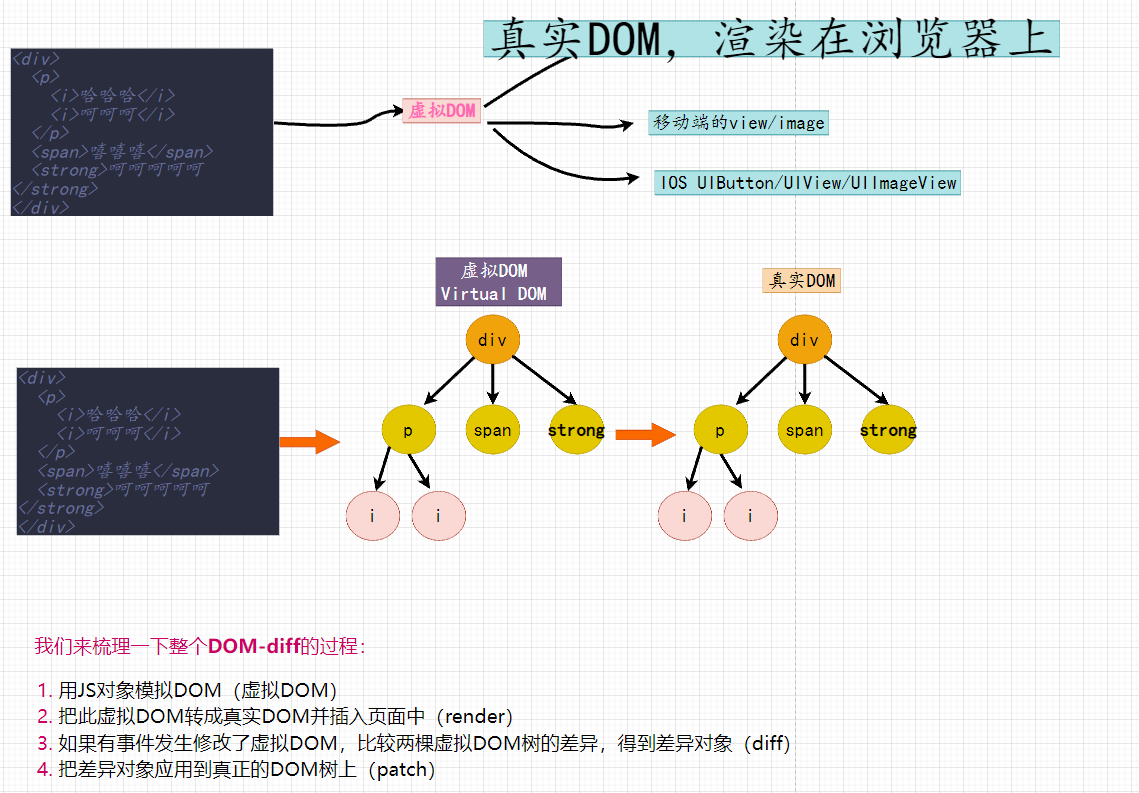 真实DOM，渲染在浏览器上
<div>
<p>
<i>哈哈哈</i>
<i>呵呵呵</i>
</p>
<span>嘻嘻嘻</span>
<strong>呵呵呵呵呵
</strong>
</div>
虚拟DOM
移动端的view/image
IOS UIButton/UIView/UIImageView
虚拟DOM
Virtual DOM
真实DOM
<div>
<p>
<i>哈哈哈</i>
<i>呵呵呵</i>
</p>
<span>嘻嘻嘻</span>
<strong>呵呵呵呵呵
</strong>
</div>
div
p
span
strong
i
i
div
p
span
strong
i
i
我们来梳理一下整个DOM-diff的过程：
1. 用JS对象模拟DOM（虚拟DOM）
2. 把此虚拟DOM转成真实DOM并插入页面中（render）
3. 如果有事件发生修改了虚拟DOM，比较两棵虚拟DOM树的差异，得到差异对象（diff）
4. 把差异对象应用到真正的DOM树上（patch）